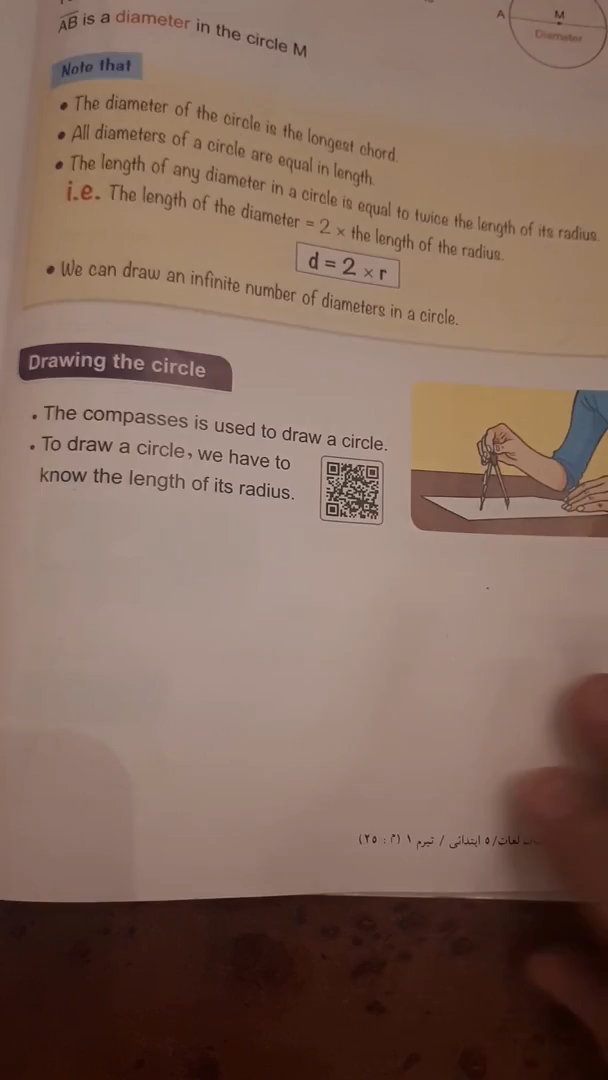 AB is a diameter in the circle M
A
M
Diameter
Note that
• The diameter of the circle is the longest chord.
• All diameters of a circle are equal in length.
• The length of any diameter in a circle is equal to twice the length of its radius.
i.e. The length of the diameter = 2 × the length of the radius.
d = 2 × r
• We can draw an infinite number of diameters in a circle.
Drawing the circle
• The compasses is used to draw a circle.
• To draw a circle, we have to
know the length of its radius.
لغات/ ٥ ابتدائى / تيرم ١ (م : ٢٥)